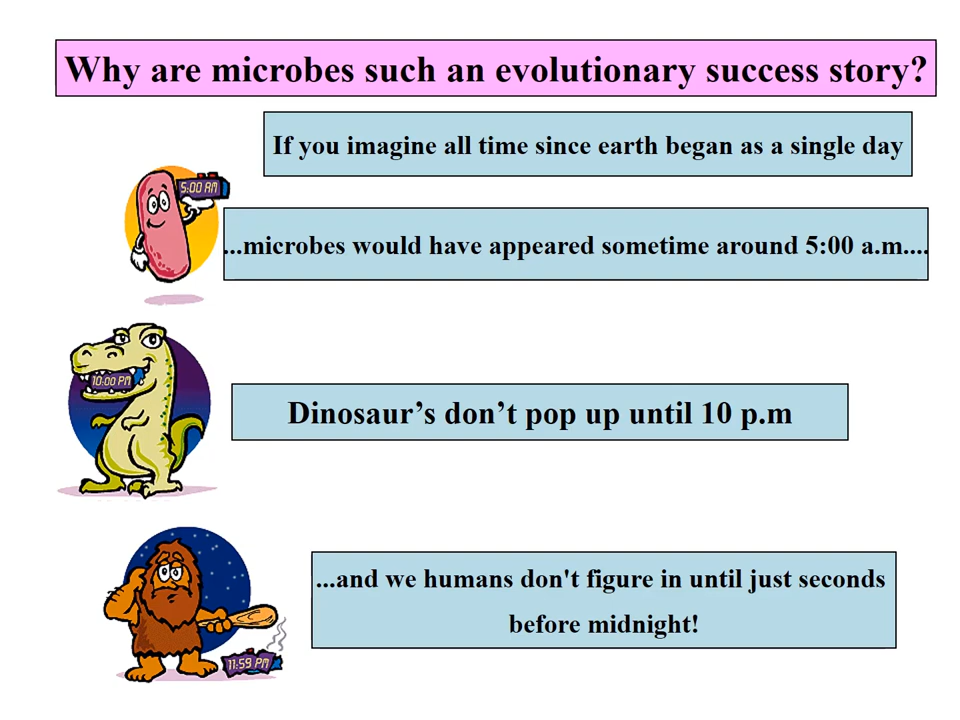 Why are microbes such an evolutionary success story?
If you imagine all time since earth began as a single day
5:00 AM
...microbes would have appeared sometime around 5:00 a.m....
10:00 PM
Dinosaur’s don’t pop up until 10 p.m
...and we humans don't figure in until just seconds
before midnight!
11:59 PM